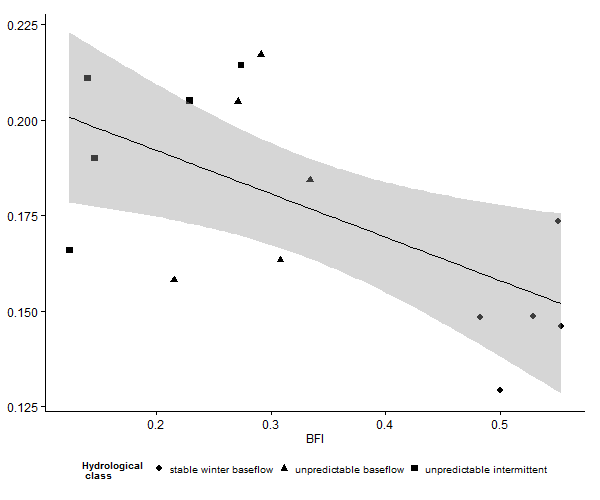 0.225
0.200
0.175
0.150
0.125
0.2 0.3 0.4 0.5
BFI
Hydrological
class
stable winter baseflow unpredictable baseflow unpredictable intermittent